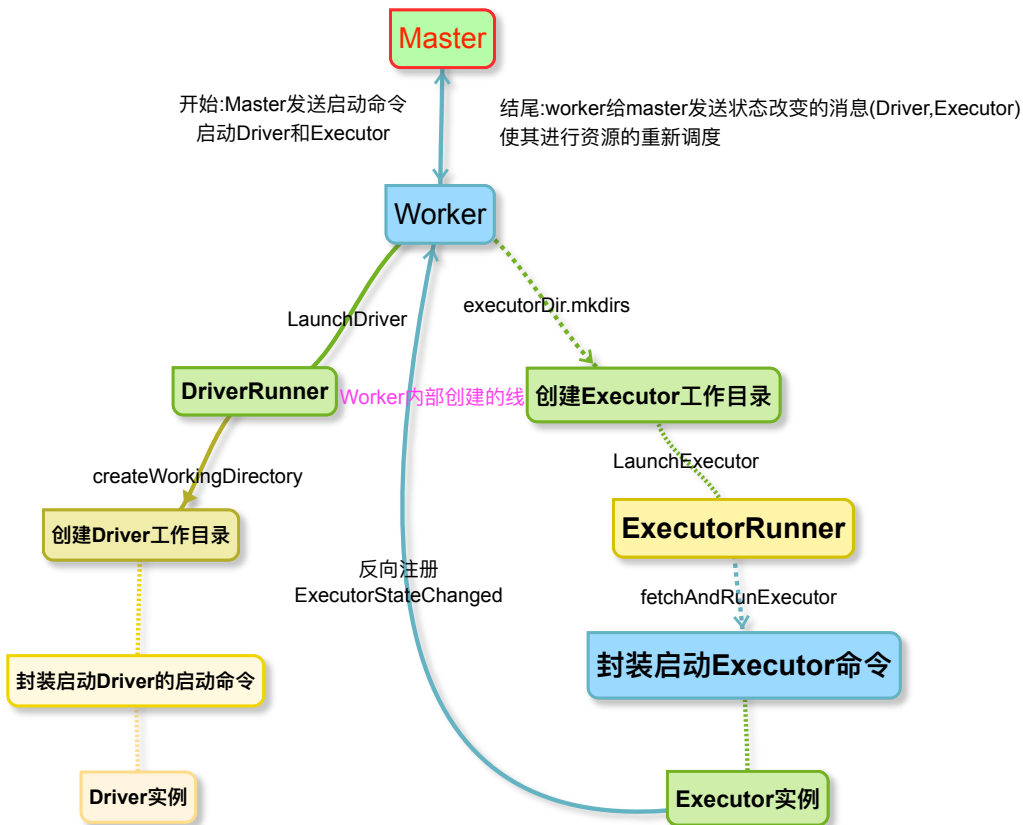 Master
开始:Master发送启动命令
启动Driver和Executor
结尾:worker给master发送状态改变的消息(Driver,Executor)
使其进行资源的重新调度
Worker
LaunchDriver
executorDir.mkdirs
DriverRunner
Worker内部创建的线
创建Executor工作目录
createWorkingDirectory
LaunchExecutor
创建Driver工作目录
ExecutorRunner
反向注册
ExecutorStateChanged
fetchAndRunExecutor
封装启动Driver的启动命令
封装启动Executor命令
Driver实例
Executor实例